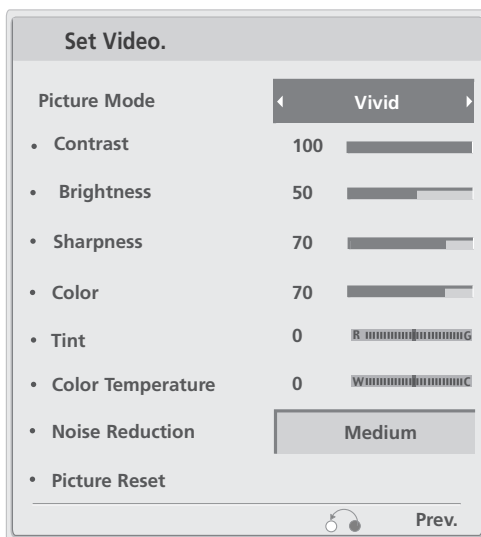 Set Video.
Picture Mode Vivid
• Contrast 100
• Brightness 50
• Sharpness 70
• Color 70
• Tint 0 R G
• Color Temperature 0 W C
• Noise Reduction Medium
• Picture Reset
Prev.